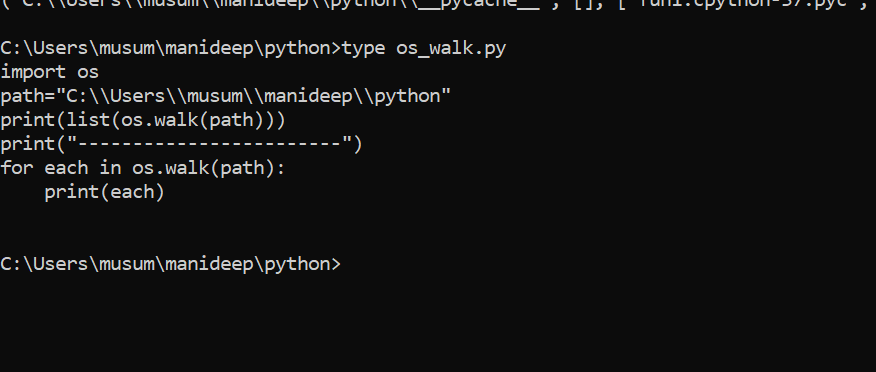 ("C:\\Users\\musum\\manideep\\python\\__pycache__", [], ['funl.cpython-37.pyc',
C:\Users\musum\manideep\python>type os_walk.py
import os
path="C:\\Users\\musum\\manideep\\python"
print(list(os.walk(path)))
print("------------------------")
for each in os.walk(path):
    print(each)
C:\Users\musum\manideep\python>